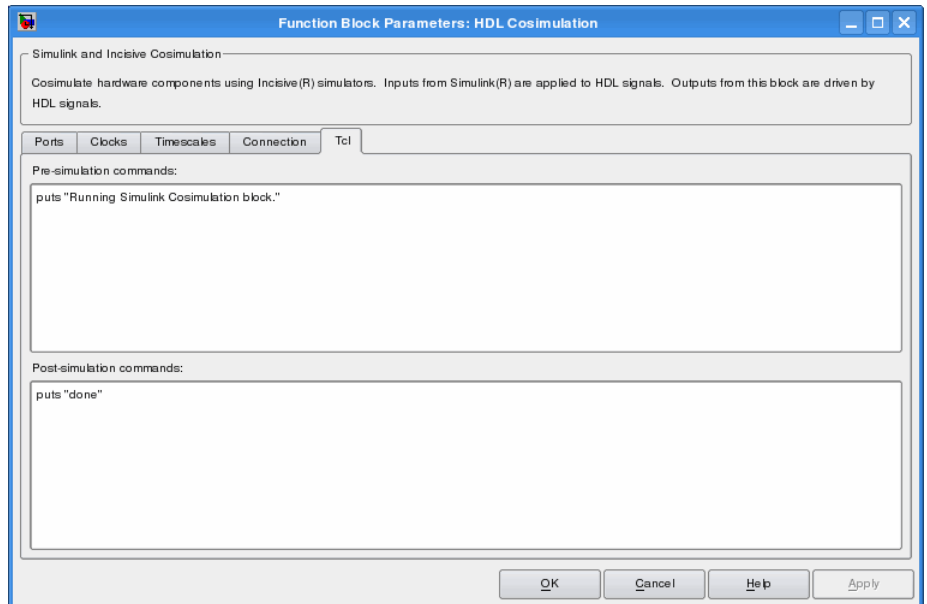 Function Block Parameters: HDL Cosimulation
Simulink and Incisive Cosimulation
Cosimulate hardware components using Incisive(R) simulators. Inputs from Simulink(R) are applied to HDL signals. Outputs from this block are driven by
HDL signals.
Ports Clocks Timescales Connection Tcl
Pre-simulation commands:
puts "Running Simulink Cosimulation block."
Post-simulation commands:
puts "done"
OK Cancel Help Apply